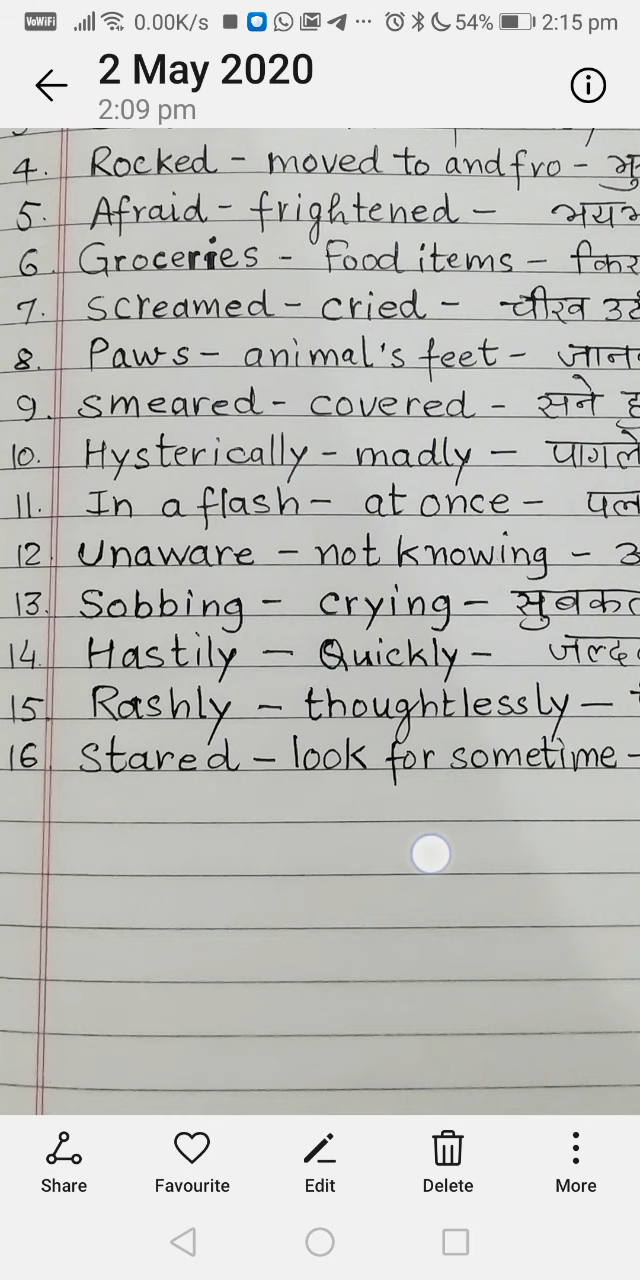 VoWiFi 0.00K/s ... 54% 2:15 pm
2 May 2020
2:09 pm
4. Rocked - moved to and fro -
5. Afraid - frightened -
6. Groceries - Food items -
7. Screamed - cried - चीख
8. Paws - animal's feet -
9. Smeared - covered - सने
10. Hysterically - madly -
11. In a flash - at once -
12 Unaware - not knowing -
13. Sobbing - crying -
14. Hastily - Quickly -
15. Rashly - thoughtlessly -
16 Stared - look for sometime -
Share Favourite Edit Delete More